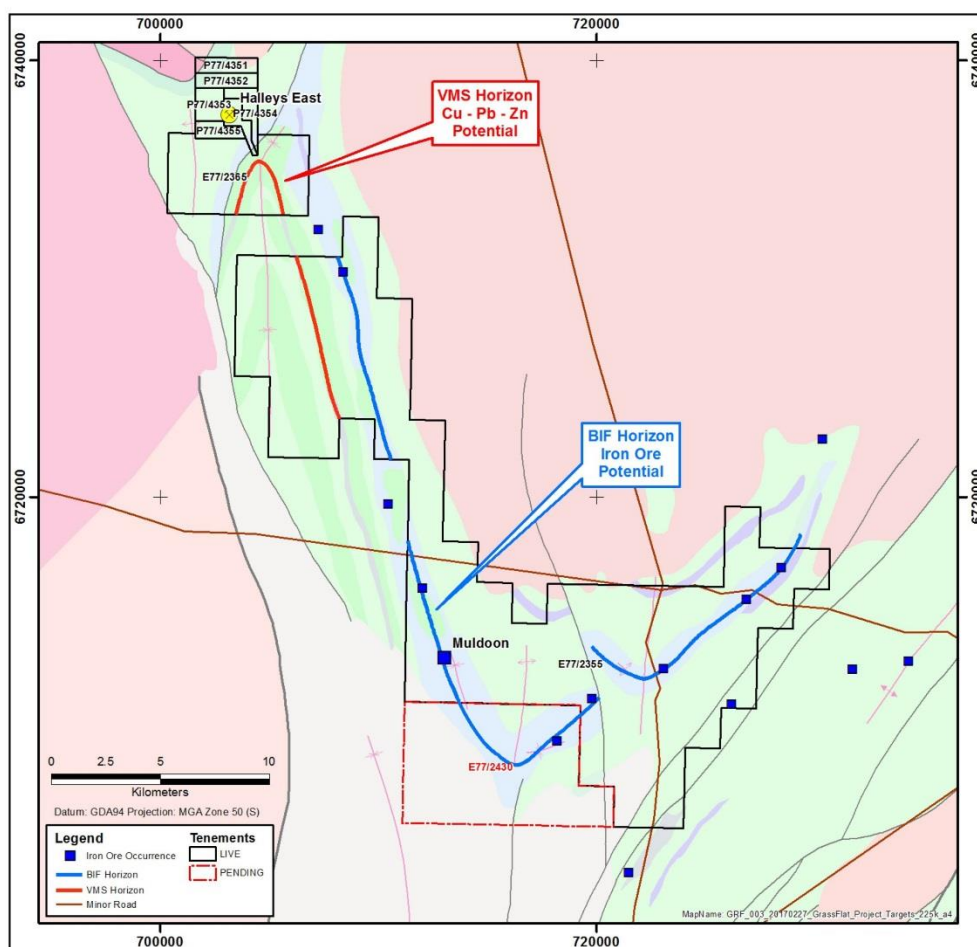 700000
720000
6740000
6740000
P77/4351
P77/4352
Halleys East
P77/4353
P77/4354
P77/4355
VMS Horizon
Cu - Pb - Zn
Potential
E77/2365
BIF Horizon
Iron Ore
Potential
6720000
6720000
Muldoon
E77/2355
E77/2430
0 2.5 5 10
Kilometers
Datum: GDA94 Projection: MGA Zone 50 (S)
Legend
Iron Ore Occurrence
BIF Horizon
VMS Horizon
Minor Road
Tenements
LIVE
PENDING
MapName: GRF_003_20170227_GrassFlat_Project_Targets_225k_a4
700000
720000